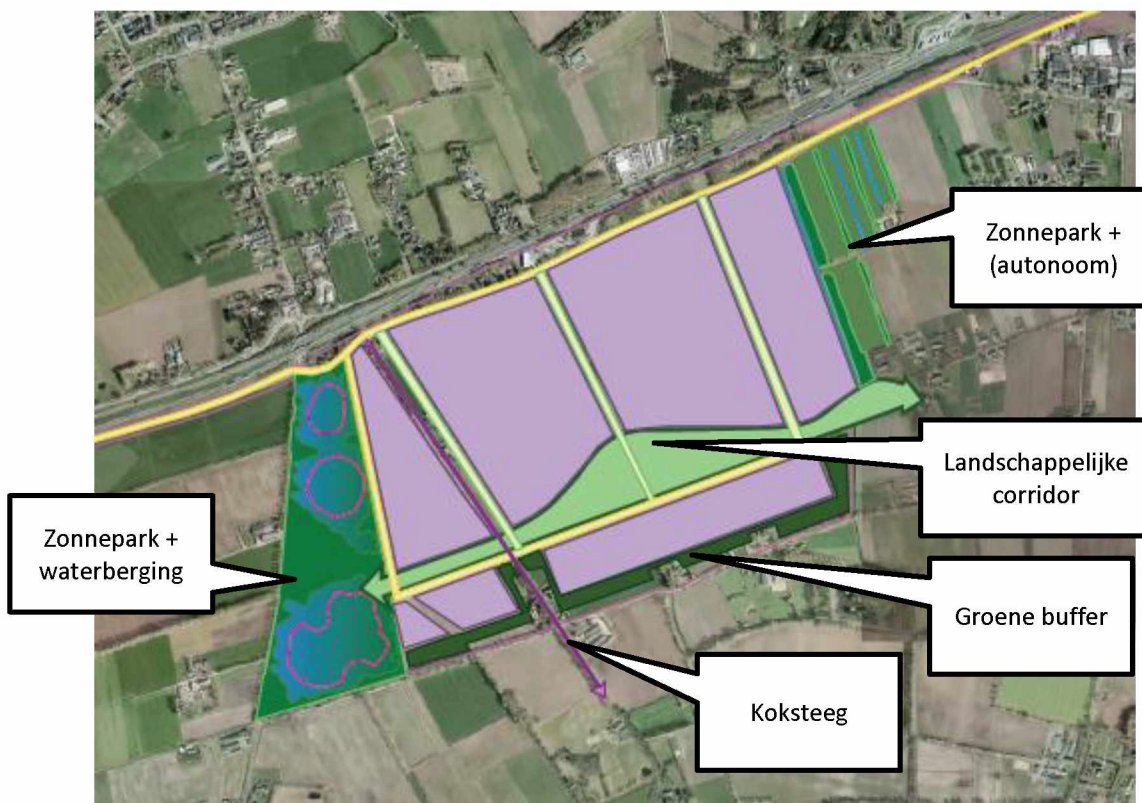 Zonnepark +
(autonoom)
Landschappelijke
corridor
Zonnepark +
waterberging
Groene buffer
Koksteeg